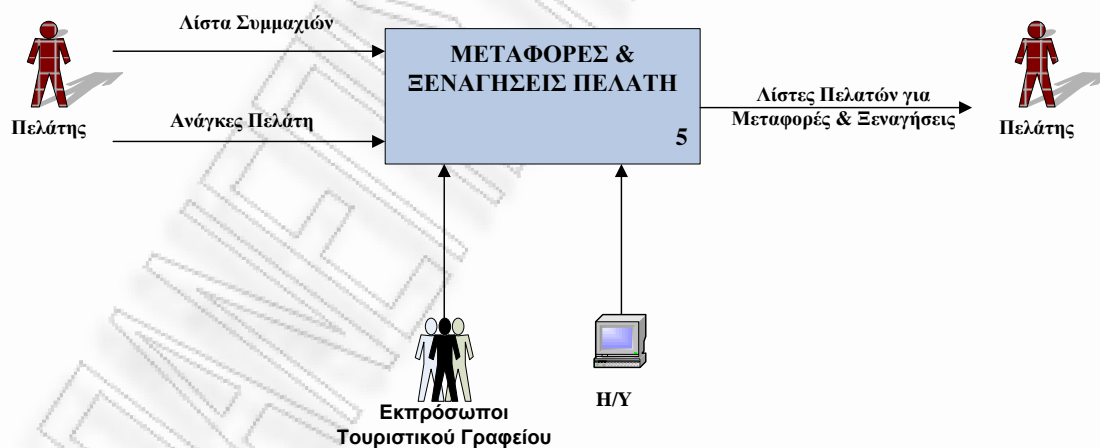 Λίστα Συμμαχιών
ΜΕΤΑΦΟΡΕΣ &
ΞΕΝΑΓΗΣΕΙΣ ΠΕΛΑΤΗ
5
Πελάτης
Ανάγκες Πελάτη
Λίστες Πελατών για
Μεταφορές & Ξεναγήσεις
Πελάτης
Εκπρόσωποι
Τουριστικού Γραφείου
Η/Υ